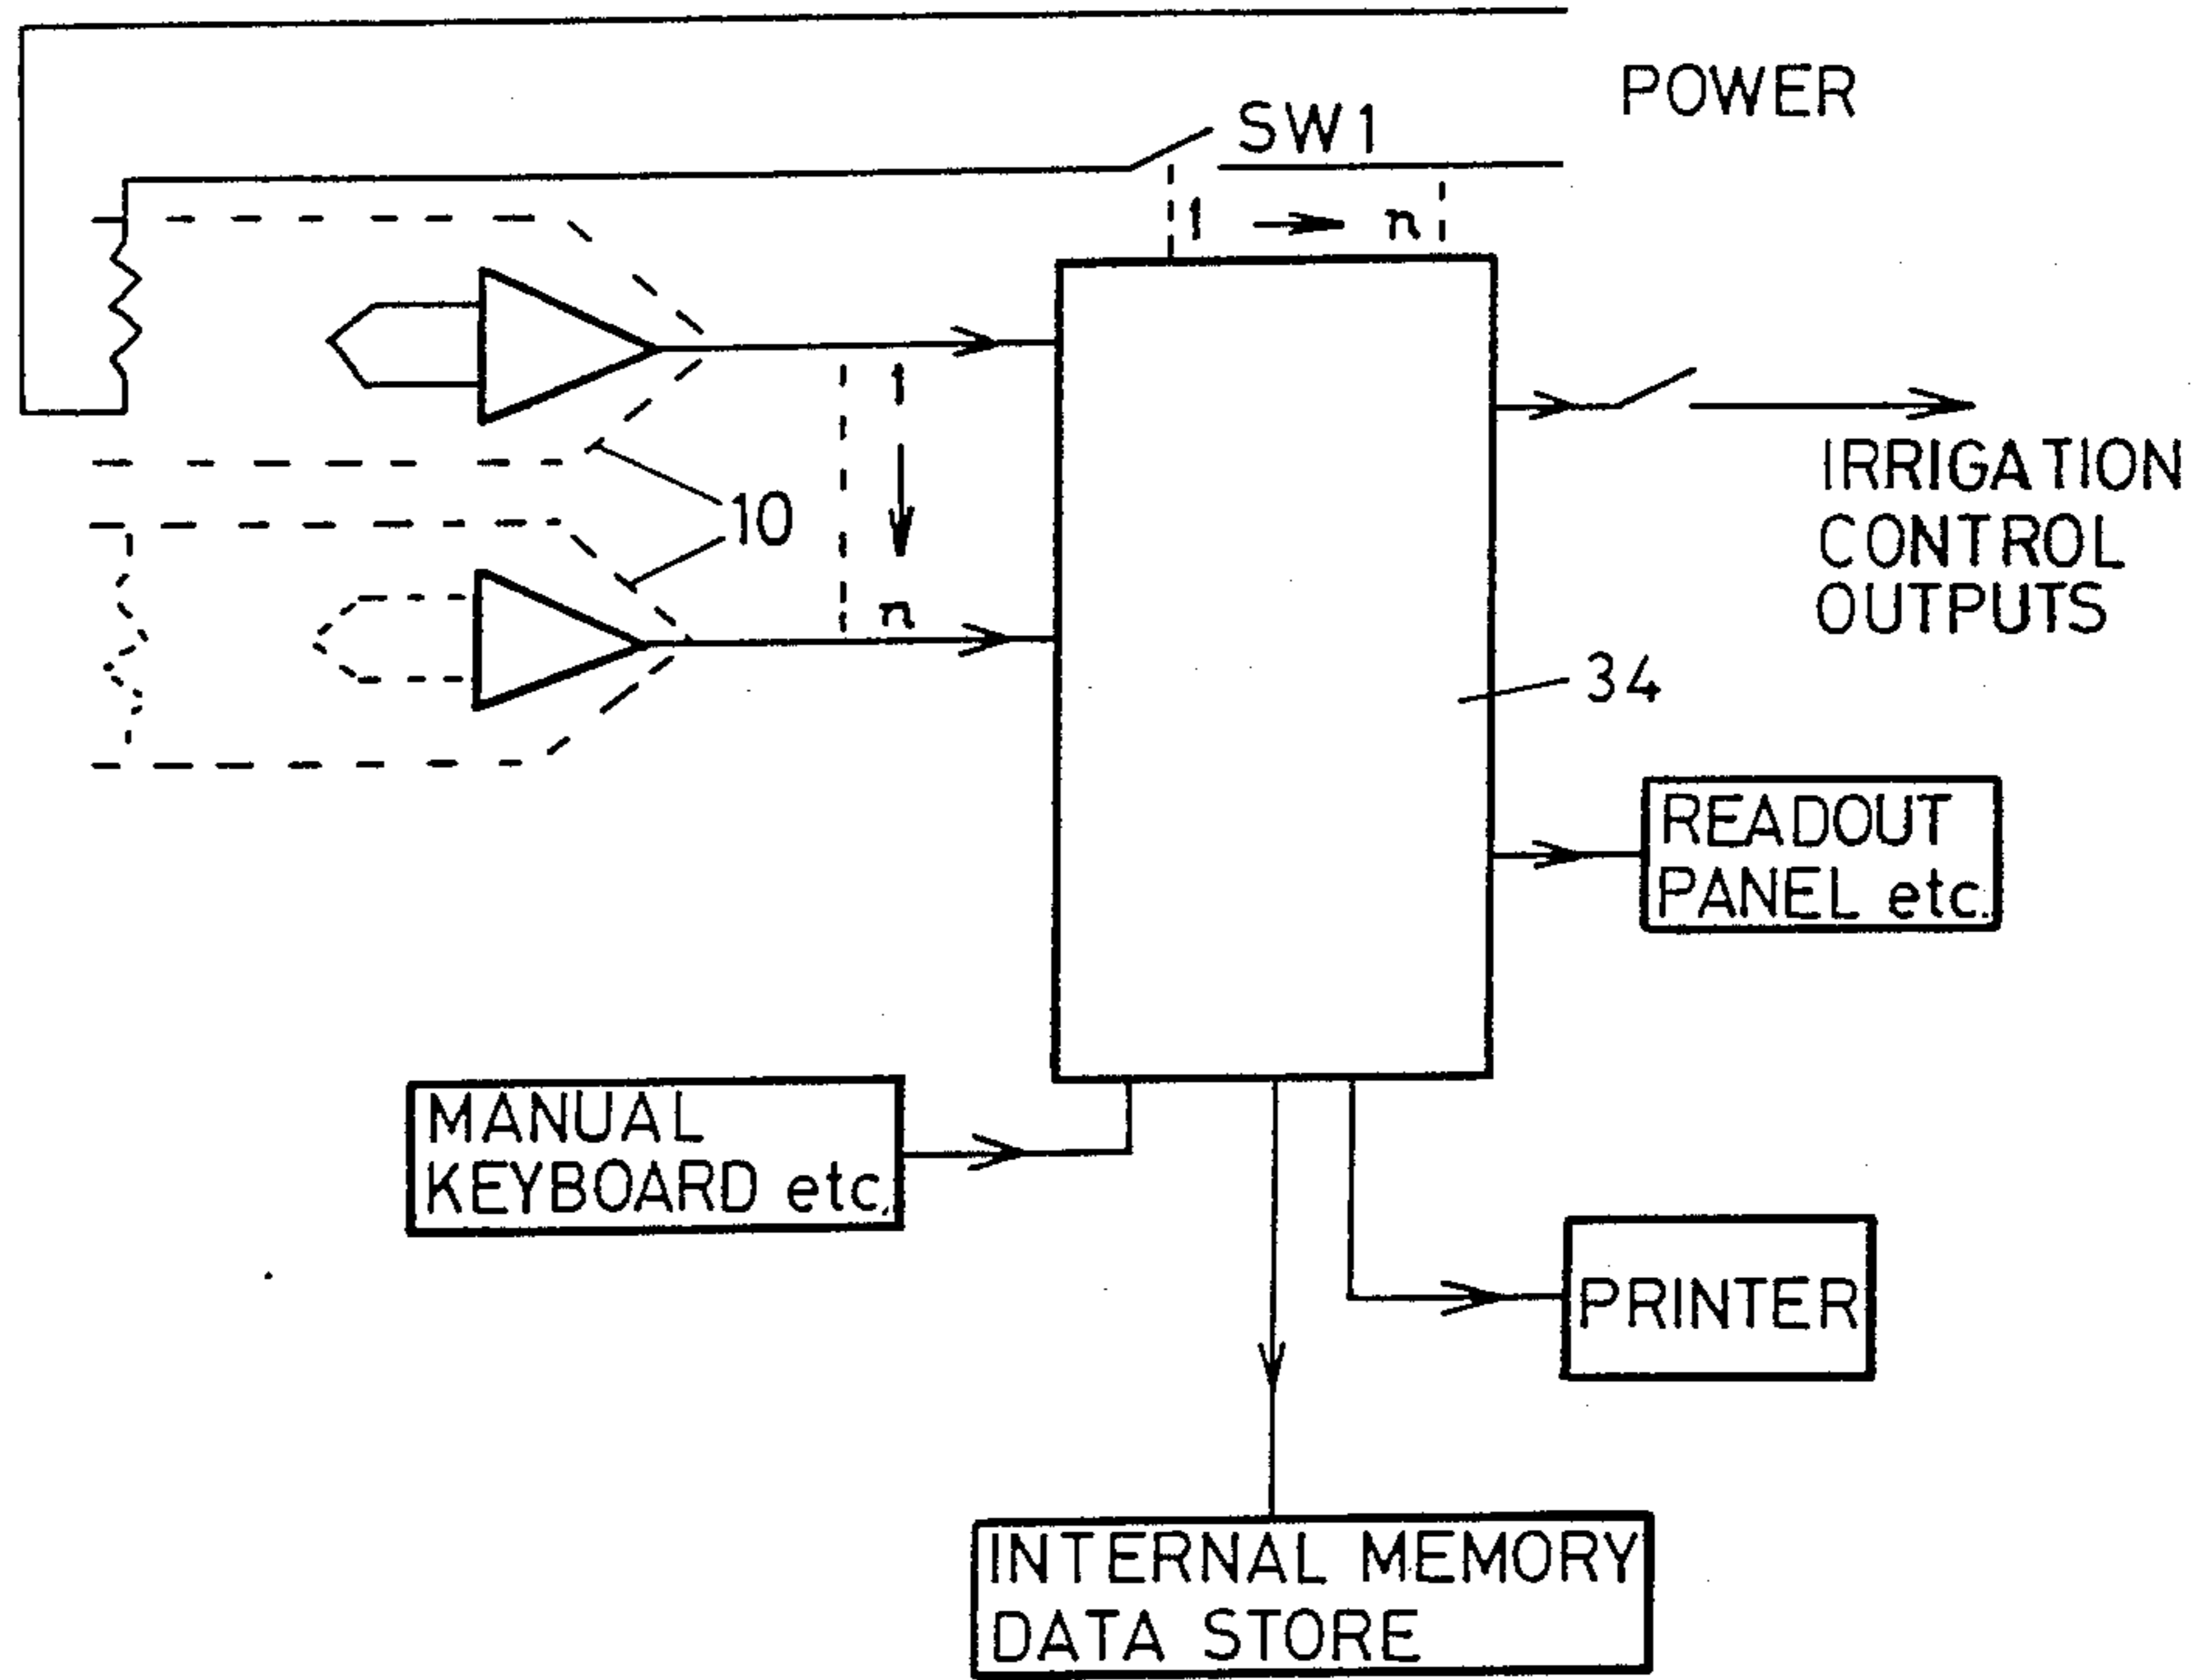 POWER
SW1
1 n
1
10
n
IRRIGATION
CONTROL
OUTPUTS
34
READOUT
PANEL etc.
MANUAL
KEYBOARD etc.
PRINTER
INTERNAL MEMORY
DATA STORE